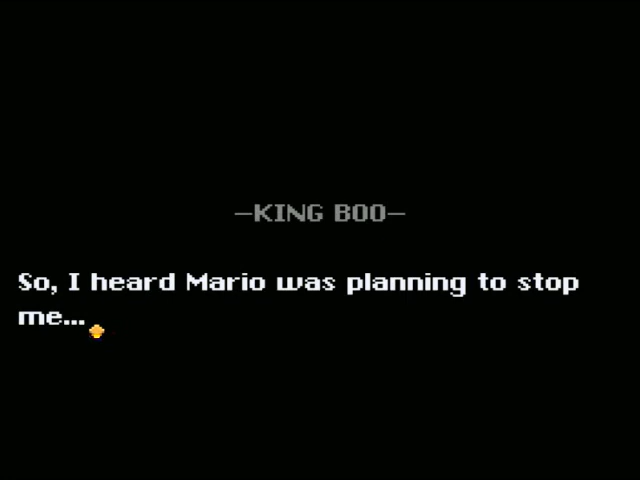 —KING BOO—
So, I heard Mario was planning to stop
me...